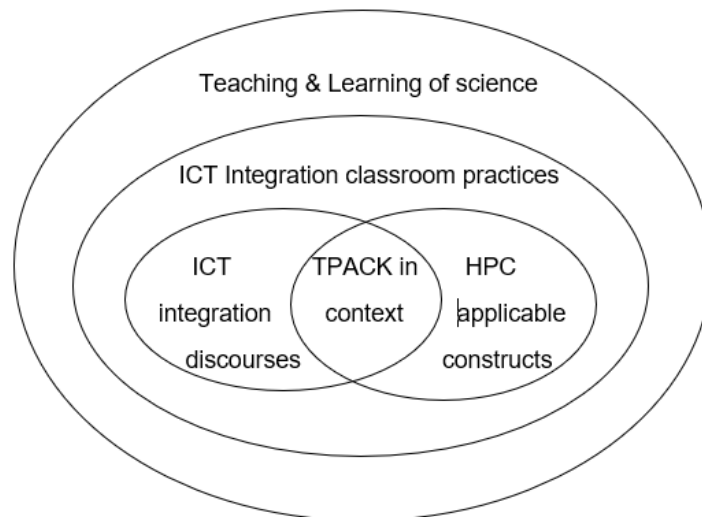 Teaching & Learning of science
ICT Integration classroom practices
ICT TPACK in HPC
integration context applicable
discourses constructs